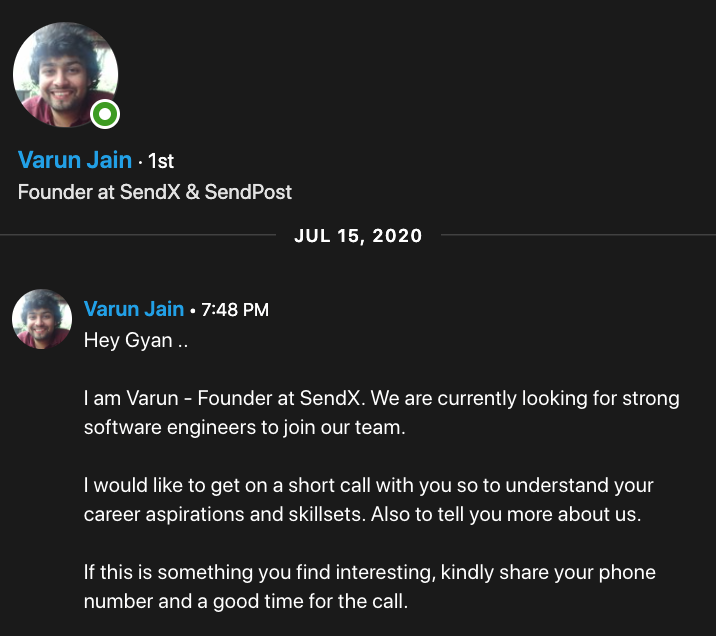 Varun Jain · 1st
Founder at SendX & SendPost
JUL 15, 2020
Varun Jain • 7:48 PM
Hey Gyan ..
I am Varun - Founder at SendX. We are currently looking for strong
software engineers to join our team.
I would like to get on a short call with you so to understand your
career aspirations and skillsets. Also to tell you more about us.
If this is something you find interesting, kindly share your phone
number and a good time for the call.